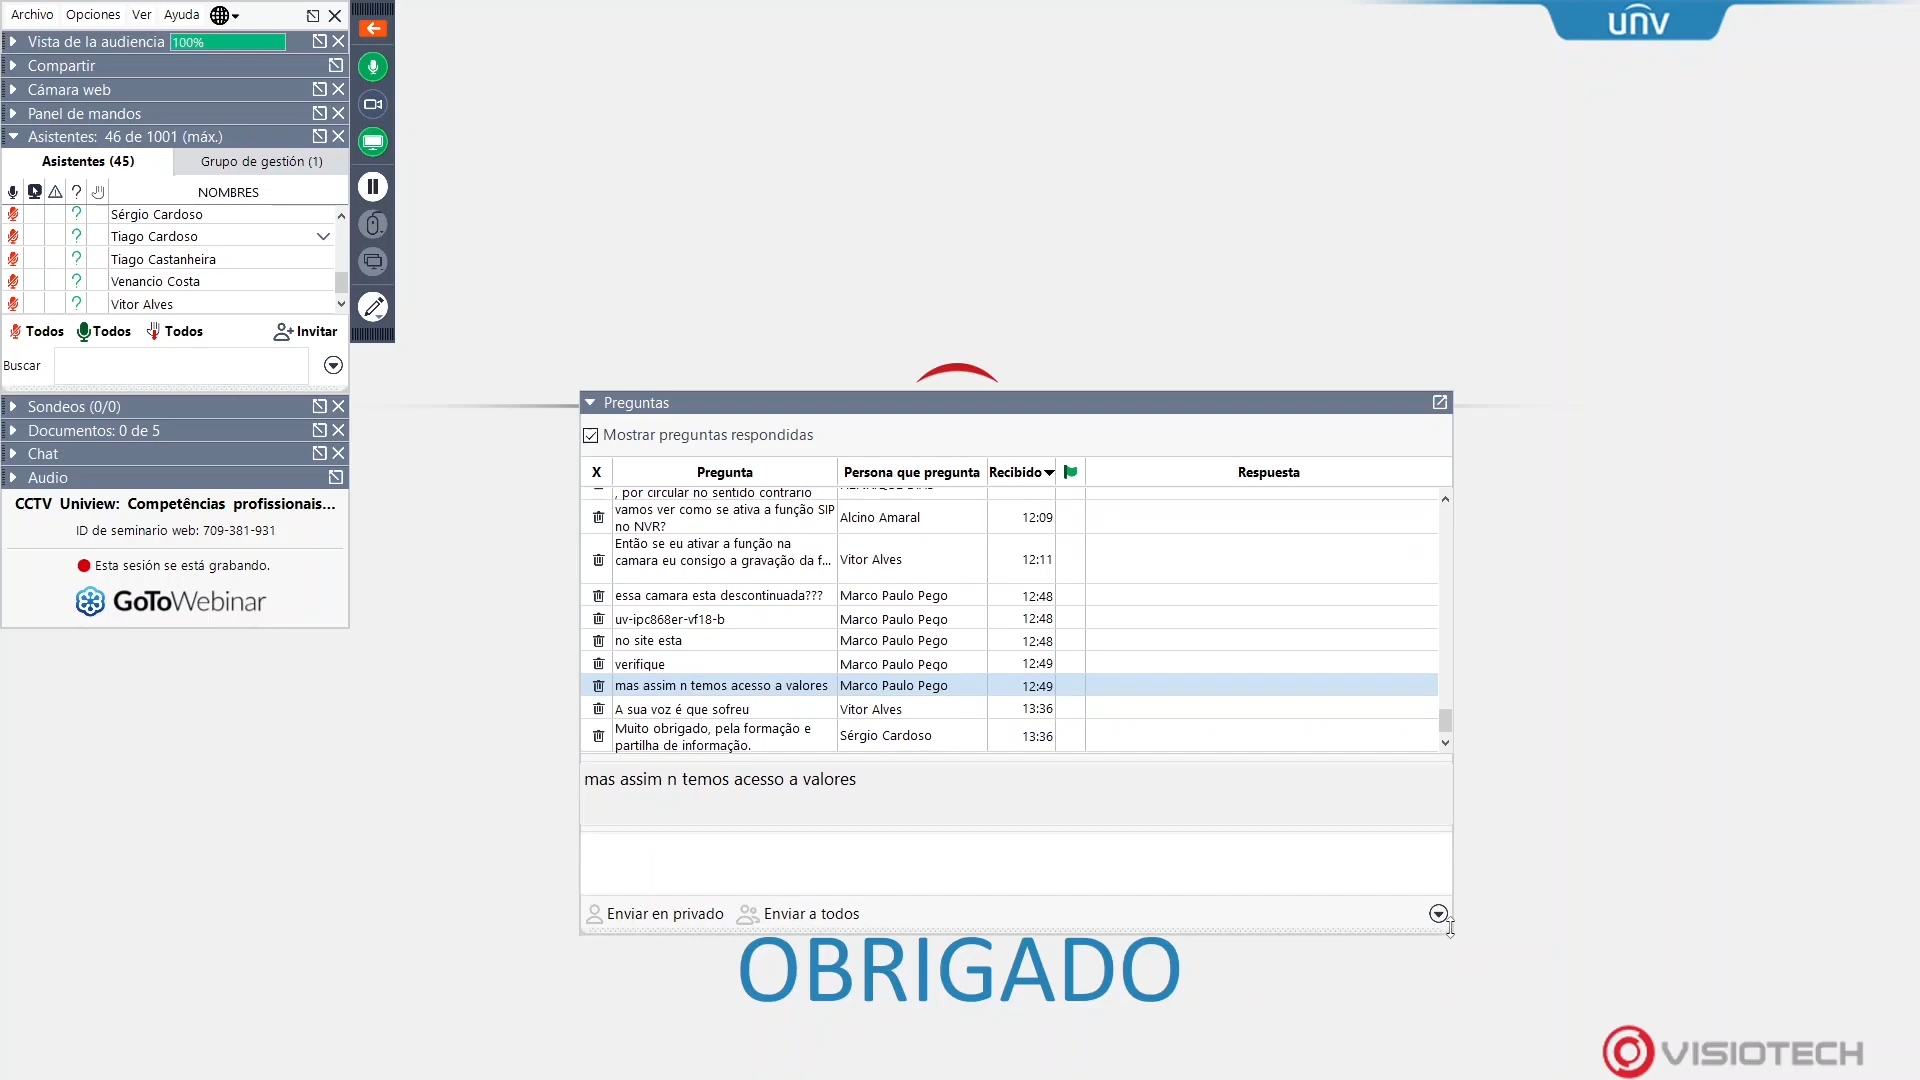 Archivo Opciones Ver Ayuda
Vista de la audiencia 100%
Compartir
Cámara web
Panel de mandos
Asistentes: 46 de 1001 (máx.)
Asistentes (45) Grupo de gestión (1)
? NOMBRES
? Sérgio Cardoso
? Tiago Cardoso
? Tiago Castanheira
? Venancio Costa
? Vitor Alves
Todos Todos Todos Invitar
Buscar
Sondeos (0/0)
Documentos: 0 de 5
Chat
Audio
CCTV Uniview: Competências profissionais...
ID de seminario web: 709-381-931
Esta sesión se está grabando.
GoToWebinar
unv
Preguntas
Mostrar preguntas respondidas
X Pregunta Persona que pregunta Recibido Respuesta
, por circular no sentido contrario
vamos ver como se ativa a função SIP
no NVR? Alcino Amaral 12:09
Então se eu ativar a função na
camara eu consigo a gravação da f... Vitor Alves 12:11
essa camara esta descontinuada??? Marco Paulo Pego 12:48
uv-ipc868er-vf18-b Marco Paulo Pego 12:48
no site esta Marco Paulo Pego 12:48
verifique Marco Paulo Pego 12:49
mas assim n temos acesso a valores Marco Paulo Pego 12:49
A sua voz é que sofreu Vitor Alves 13:36
Muito obrigado, pela formação e
partilha de informação. Sérgio Cardoso 13:36
mas assim n temos acesso a valores
Enviar en privado Enviar a todos
OBRIGADO
VISIOTECH